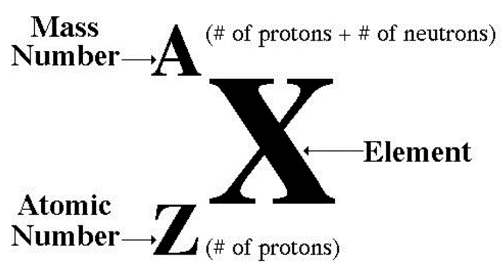 Mass
Number
A (# of protons + # of neutrons)
X
Element
Atomic
Number
Z (# of protons)